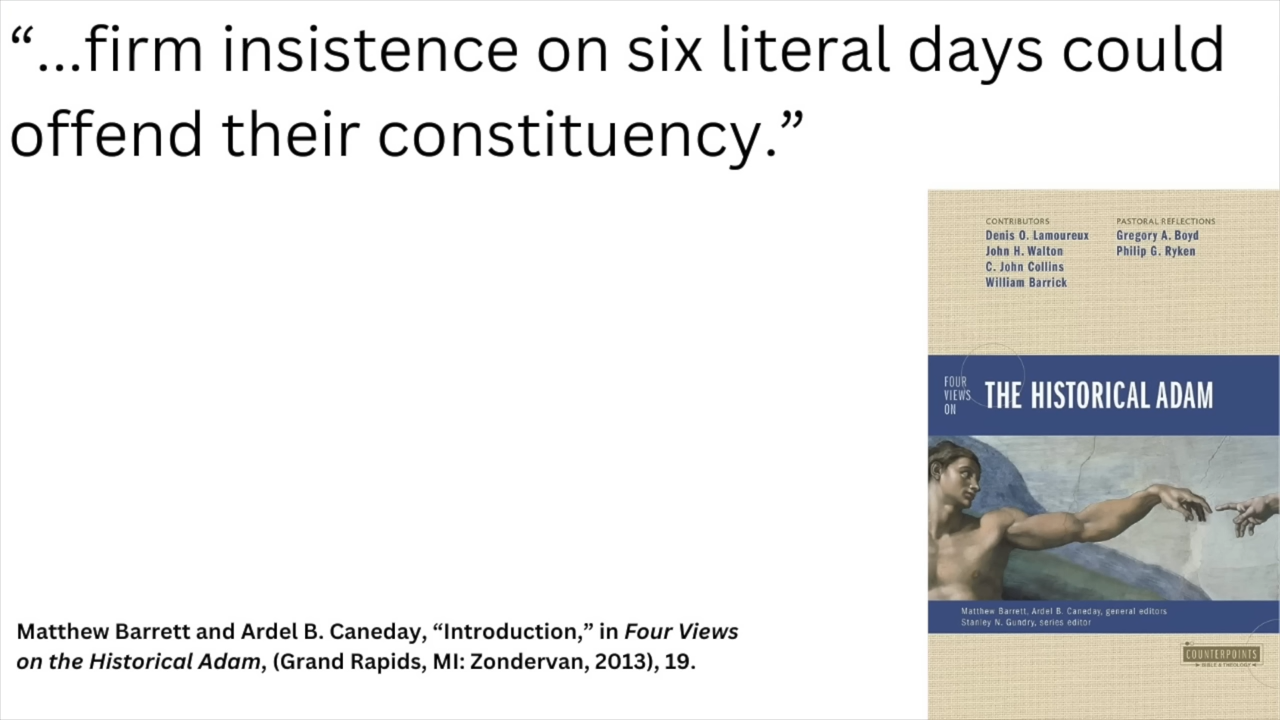 “...firm insistence on six literal days could
offend their constituency.”
CONTRIBUTORS
Denis O. Lamoureux
John H. Walton
C. John Collins
William Barrick
PASTORAL REFLECTIONS
Gregory A. Boyd
Philip G. Ryken
FOUR
VIEWS
ON
THE HISTORICAL ADAM
Matthew Barrett, Ardel B. Caneday, general editors
Stanley N. Gundry, series editor
COUNTERPOINTS
BIBLE & THEOLOGY
Matthew Barrett and Ardel B. Caneday, “Introduction,” in Four Views
on the Historical Adam, (Grand Rapids, MI: Zondervan, 2013), 19.